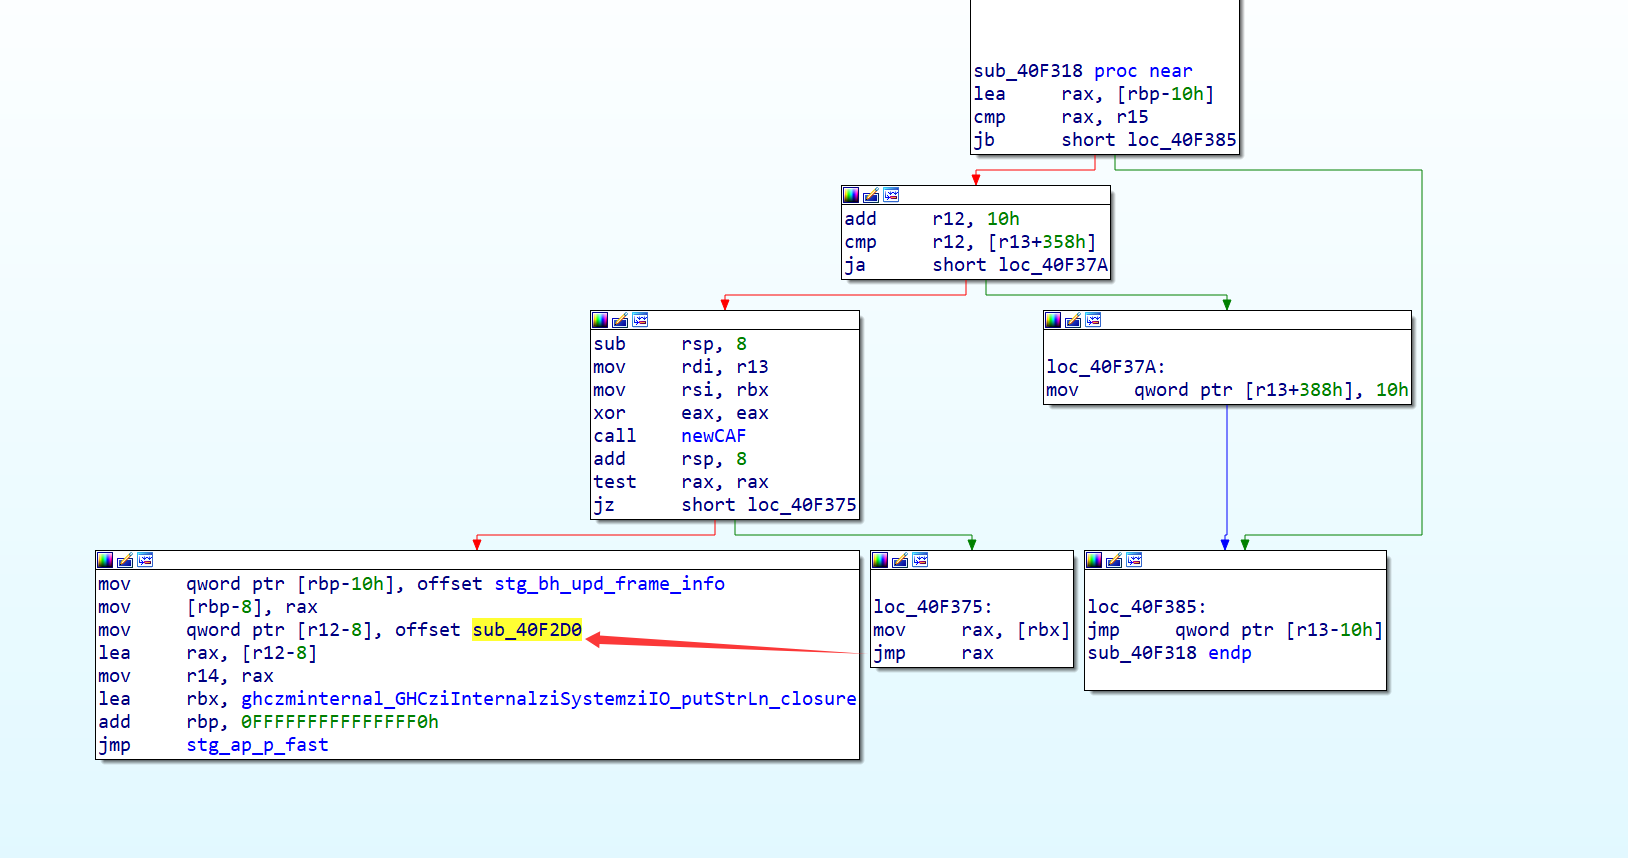 sub_40F318 proc near
lea rax, [rbp-10h]
cmp rax, r15
jb short loc_40F385
add r12, 10h
cmp r12, [r13+358h]
ja short loc_40F37A
sub rsp, 8
mov rdi, r13
mov rsi, rbx
xor eax, eax
call newCAF
add rsp, 8
test rax, rax
jz short loc_40F375
loc_40F37A:
mov qword ptr [r13+388h], 10h
mov qword ptr [rbp-10h], offset stg_bh_upd_frame_info
mov [rbp-8], rax
mov qword ptr [r12-8], offset sub_40F2D0
lea rax, [r12-8]
mov r14, rax
lea rbx, ghczminternal_GHCziInternalziSystemziIO_putStrLn_closure
add rbp, 0FFFFFFFFFFFFFFF0h
jmp stg_ap_p_fast
loc_40F375:
mov rax, [rbx]
jmp rax
loc_40F385:
jmp qword ptr [r13-10h]
sub_40F318 endp